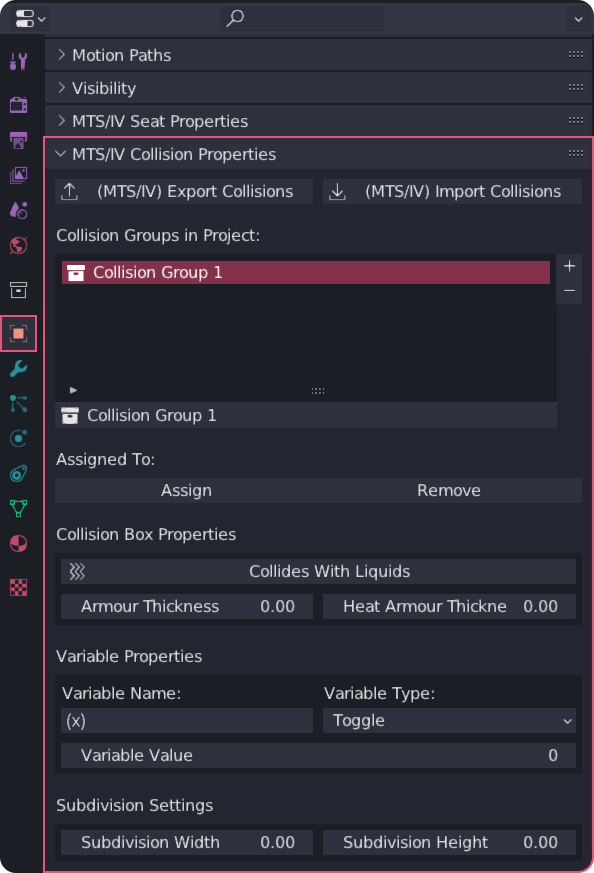 Motion Paths
Visibility
MTS/IV Seat Properties
MTS/IV Collision Properties
(MTS/IV) Export Collisions (MTS/IV) Import Collisions
Collision Groups in Project:
Collision Group 1
+
−
Collision Group 1
Assigned To:
Assign Remove
Collision Box Properties
Collides With Liquids
Armour Thickness 0.00 Heat Armour Thickne 0.00
Variable Properties
Variable Name: Variable Type:
(x) Toggle
Variable Value 0
Subdivision Settings
Subdivision Width 0.00 Subdivision Height 0.00